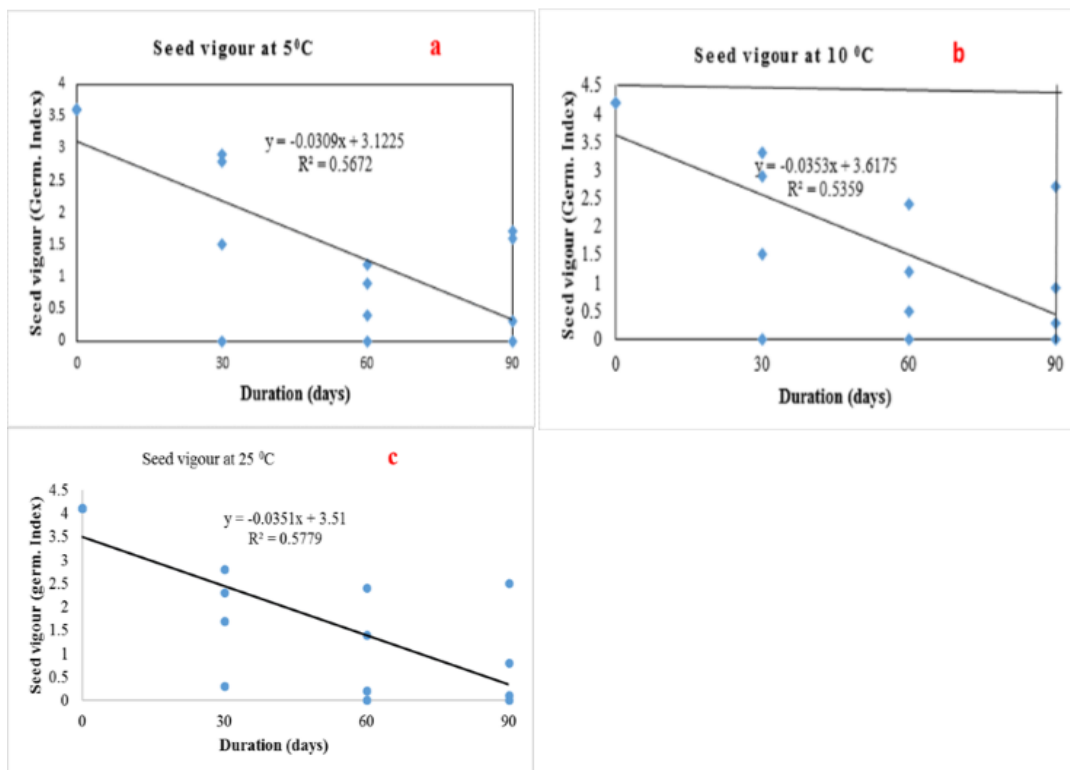 Seed vigour at 5⁰C a
Seed vigour (Germ. Index)
4
3.5
3
2.5
2
1.5
1
0.5
0
y = -0.0309x + 3.1225
R² = 0.5672
0 30 60 90
Duration (days)
Seed vigour at 10 ⁰C b
Seed vigour (Germ. Index)
4.5
4
3.5
3
2.5
2
1.5
1
0.5
0
y = -0.0353x + 3.6175
R² = 0.5359
0 30 60 90
Duration (days)
Seed vigour at 25 ⁰C c
Seed vigour (germ. Index)
4.5
4
3.5
3
2.5
2
1.5
1
0.5
0
y = -0.0351x + 3.51
R² = 0.5779
0 30 60 90
Duration (days)